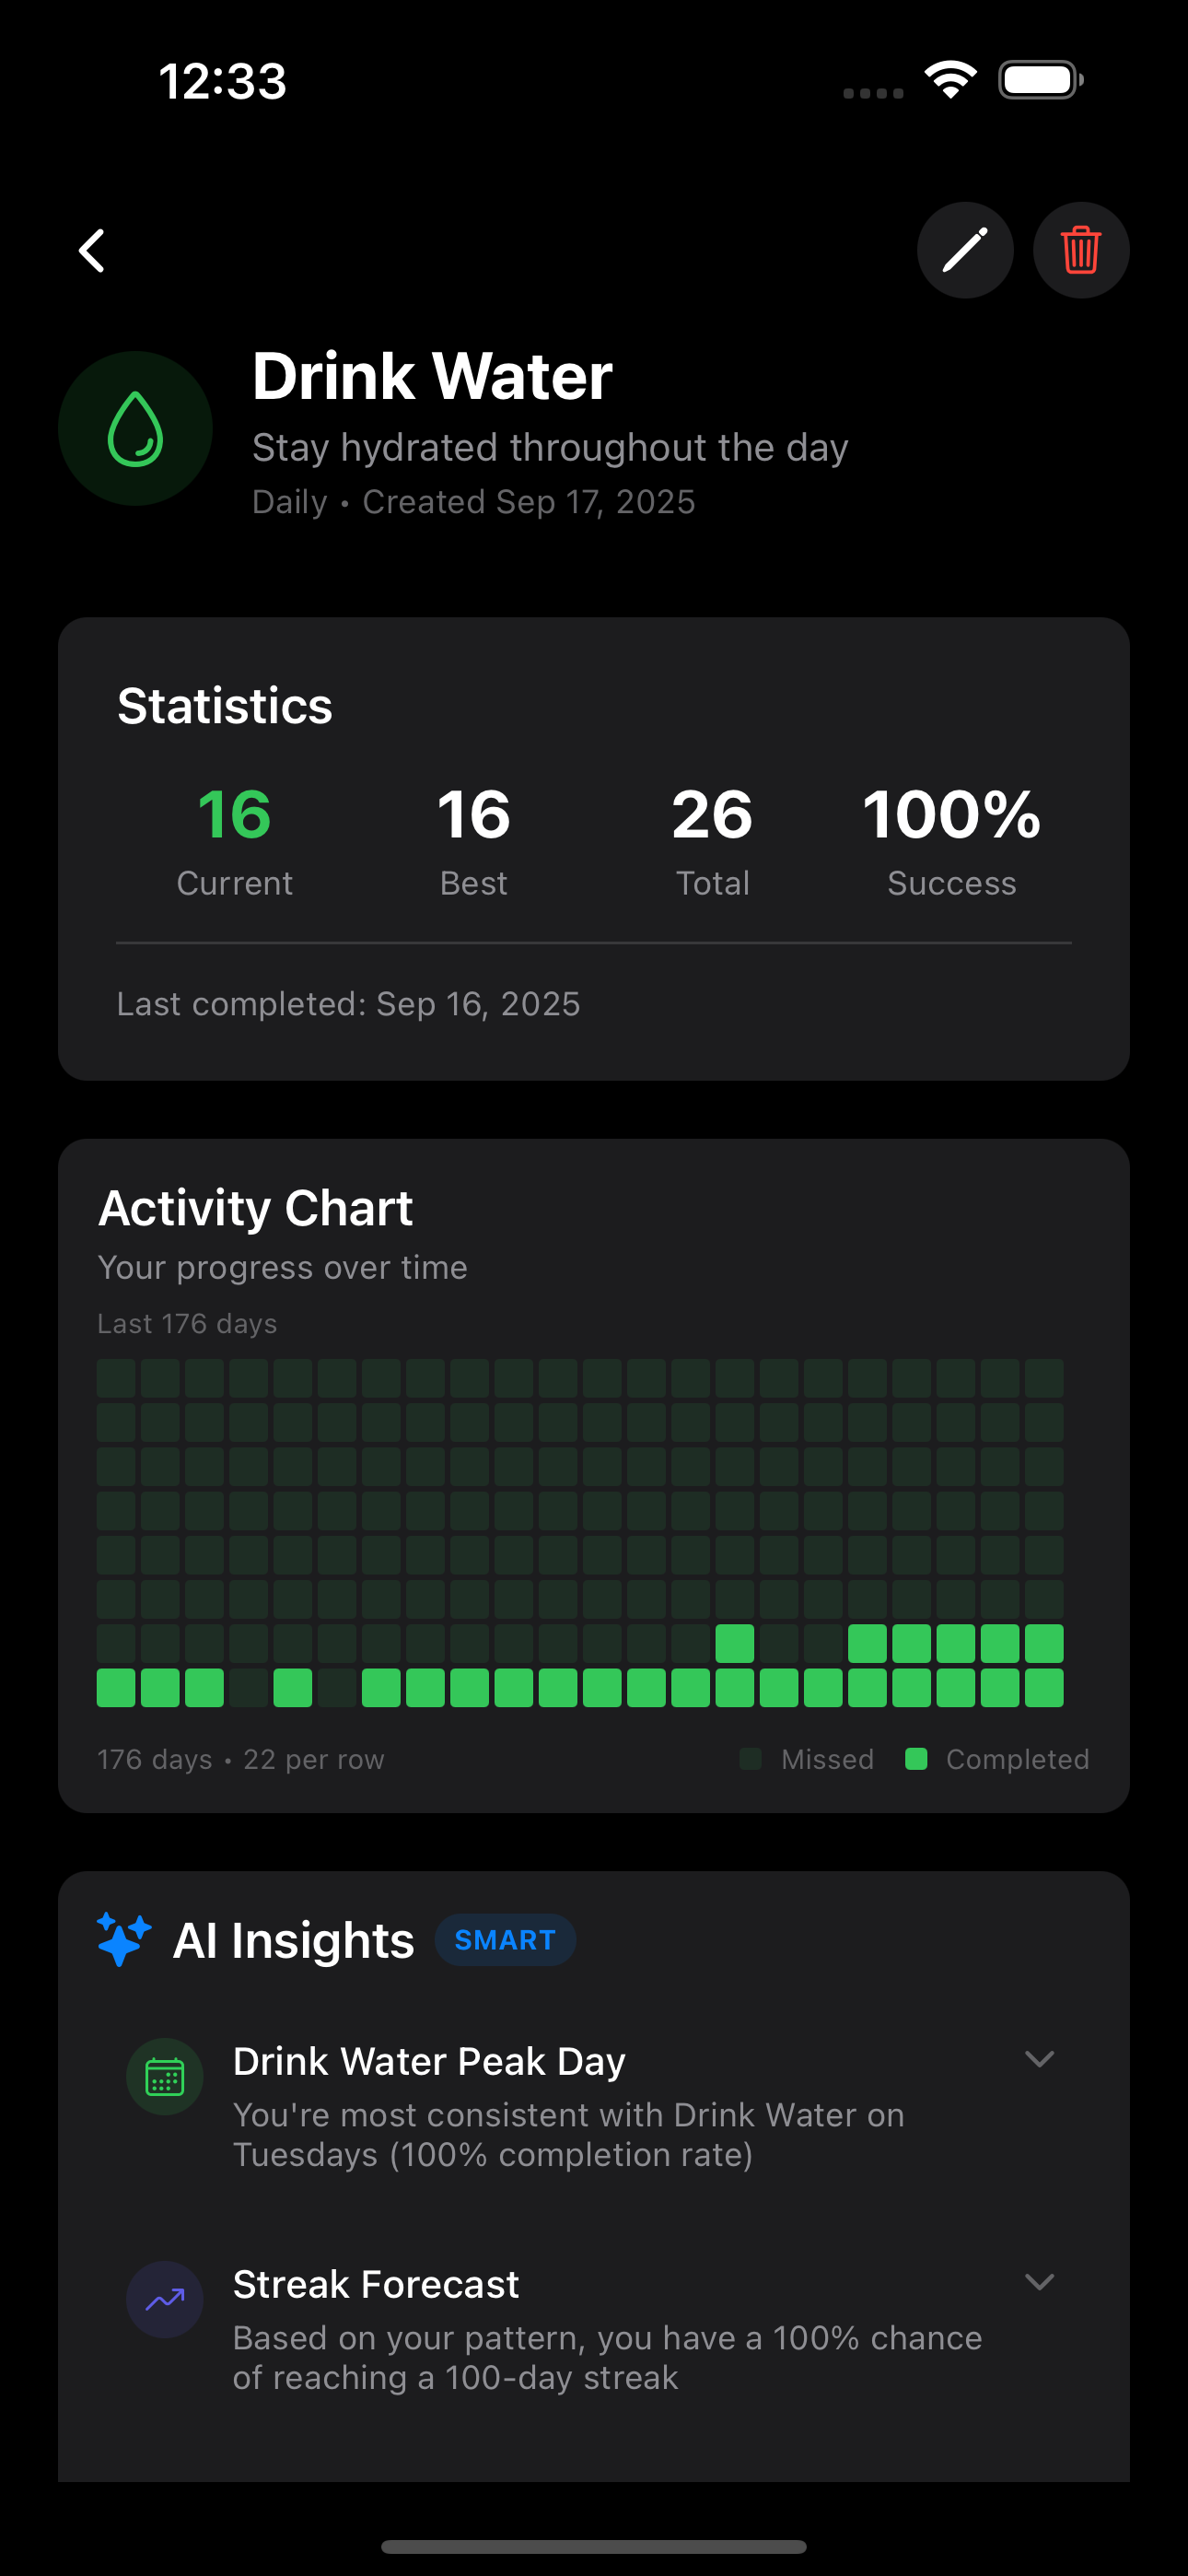 12:33
Drink Water
Stay hydrated throughout the day
Daily • Created Sep 17, 2025
Statistics
16 16 26 100%
Current Best Total Success
Last completed: Sep 16, 2025
Activity Chart
Your progress over time
Last 176 days
176 days • 22 per row Missed Completed
AI Insights SMART
Drink Water Peak Day
You're most consistent with Drink Water on
Tuesdays (100% completion rate)
Streak Forecast
Based on your pattern, you have a 100% chance
of reaching a 100-day streak